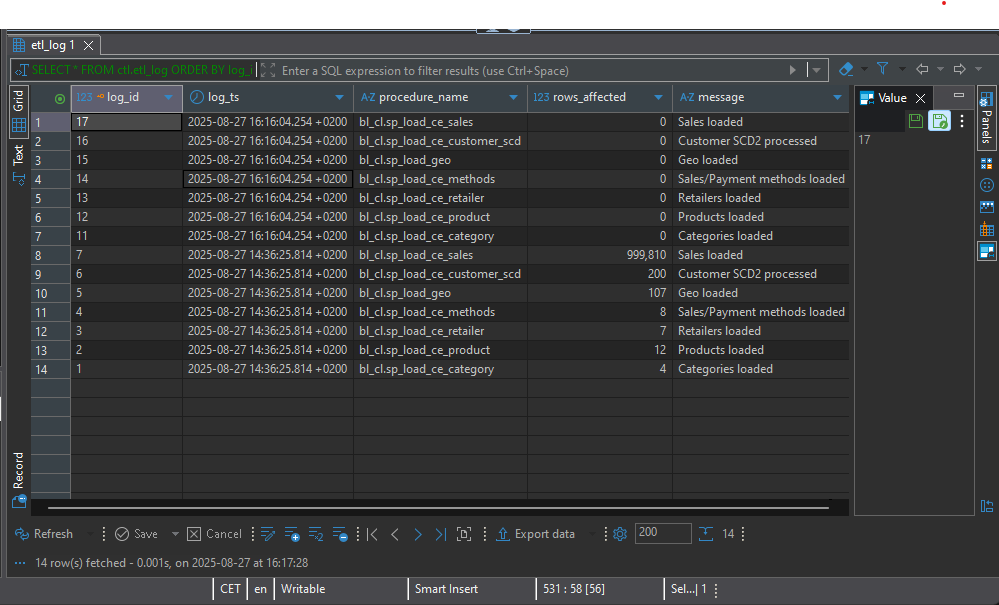 etl_log 1
SELECT * FROM ctl.etl_log ORDER BY log_
Enter a SQL expression to filter results (use Ctrl+Space)
Grid
Text
Record
123 log_id
log_ts
A-Z procedure_name
123 rows_affected
A-Z message
1 17 2025-08-27 16:16:04.254 +0200 bl_cl.sp_load_ce_sales 0 Sales loaded
2 16 2025-08-27 16:16:04.254 +0200 bl_cl.sp_load_ce_customer_scd 0 Customer SCD2 processed
3 15 2025-08-27 16:16:04.254 +0200 bl_cl.sp_load_geo 0 Geo loaded
4 14 2025-08-27 16:16:04.254 +0200 bl_cl.sp_load_ce_methods 0 Sales/Payment methods loaded
5 13 2025-08-27 16:16:04.254 +0200 bl_cl.sp_load_ce_retailer 0 Retailers loaded
6 12 2025-08-27 16:16:04.254 +0200 bl_cl.sp_load_ce_product 0 Products loaded
7 11 2025-08-27 16:16:04.254 +0200 bl_cl.sp_load_ce_category 0 Categories loaded
8 7 2025-08-27 14:36:25.814 +0200 bl_cl.sp_load_ce_sales 999,810 Sales loaded
9 6 2025-08-27 14:36:25.814 +0200 bl_cl.sp_load_ce_customer_scd 200 Customer SCD2 processed
10 5 2025-08-27 14:36:25.814 +0200 bl_cl.sp_load_geo 107 Geo loaded
11 4 2025-08-27 14:36:25.814 +0200 bl_cl.sp_load_ce_methods 8 Sales/Payment methods loaded
12 3 2025-08-27 14:36:25.814 +0200 bl_cl.sp_load_ce_retailer 7 Retailers loaded
13 2 2025-08-27 14:36:25.814 +0200 bl_cl.sp_load_ce_product 12 Products loaded
14 1 2025-08-27 14:36:25.814 +0200 bl_cl.sp_load_ce_category 4 Categories loaded
Value
17
Panels
Refresh Save Cancel Export data 200 14
14 row(s) fetched - 0.001s, on 2025-08-27 at 16:17:28
CET en Writable Smart Insert 531 : 58 [56] Sel...| 1